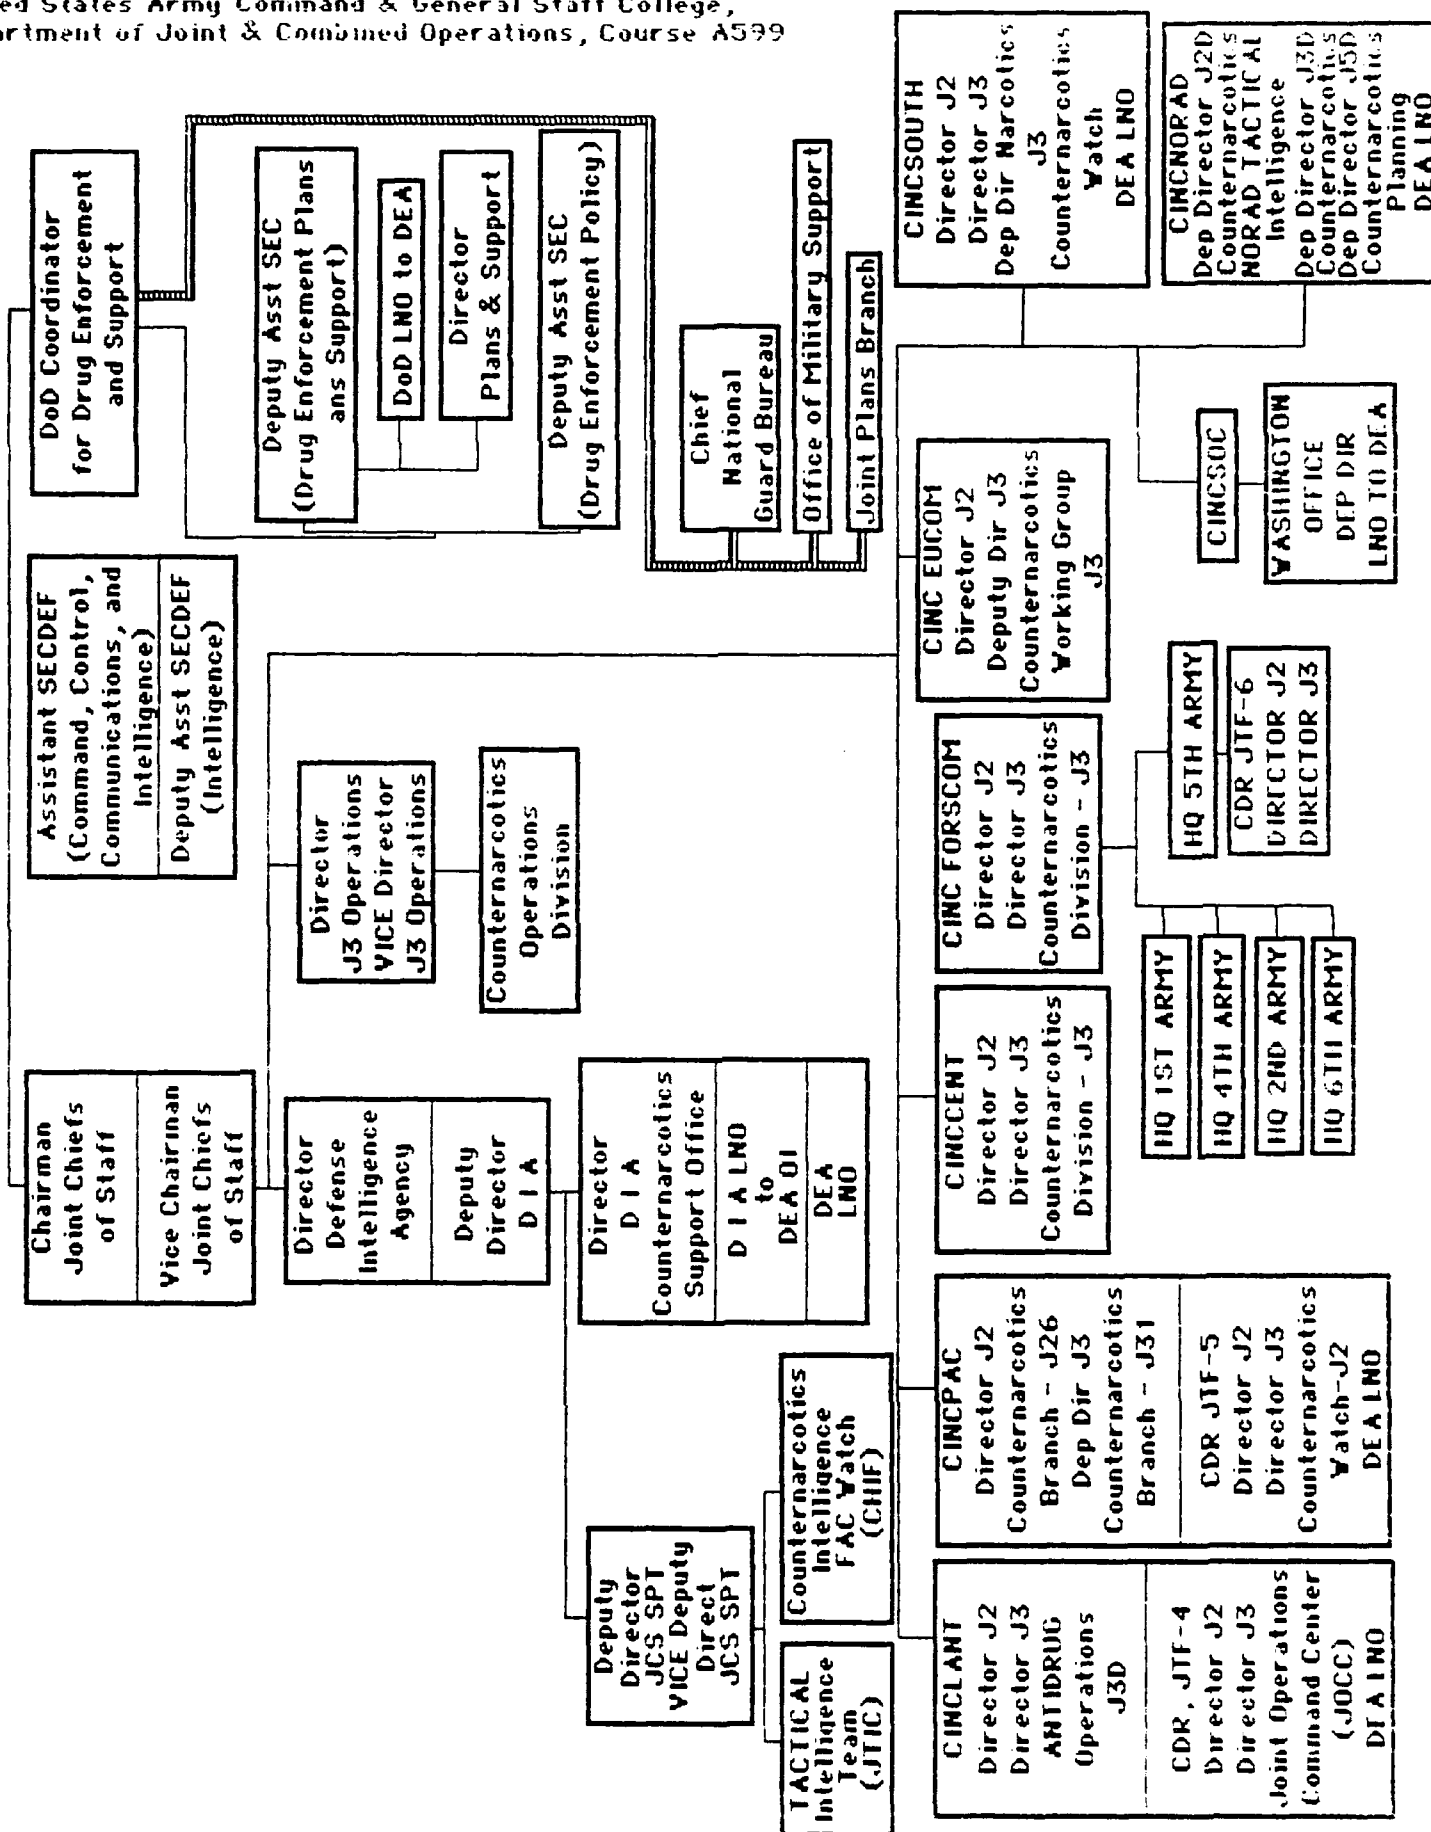 ed States Army Command & General Staff College,
artment of Joint & Combined Operations, Course A599
Chairman
Joint Chiefs
of Staff
Vice Chairman
Joint Chiefs
of Staff
Assistant SECDEF
(Command, Control,
Communications, and
Intelligence)
Deputy Asst SECDEF
(Intelligence)
DoD Coordinator
for Drug Enforcement
and Support
Deputy Asst SEC
(Drug Enforcement Plans
ans Support)
DoD LNO to DEA
Director
Plans & Support
Deputy Asst SEC
(Drug Enforcement Policy)
Chief
National
Guard Bureau
Office of Military Support
Joint Plans Branch
Director
Defense
Intelligence
Agency
Deputy
Director
D I A
Director
J3 Operations
VICE Director
J3 Operations
Counternarcotics
Operations
Division
Director
D I A
Counternarcotics
Support Office
D I A LNO
to
DEA OI
DEA
LNO
Deputy
Director
JCS SPT
VICE Deputy
Direct
JCS SPT
TACTICAL
Intelligence
Team
(JTIC)
Counternarcotics
Intelligence
FAC Watch
(CHIF)
CINCLANT
Director J2
Director J3
ANTIDRUG
Operations
J3D
CDR, JTF-4
Director J2
Director J3
Joint Operations
Command Center
(JOCC)
DEA LNO
CINCPAC
Director J2
Counternarcotics
Branch - J26
Dep Dir J3
Counternarcotics
Branch - J31
CDR JTF-5
Director J2
Director J3
Counternarcotics
Watch-J2
DEA LNO
CINCCENT
Director J2
Director J3
Counternarcotics
Division - J3
CINC FORSCOM
Director J2
Director J3
Counternarcotics
Division - J3
HQ 1ST ARMY
HQ 4TH ARMY
HQ 2ND ARMY
HQ 6TH ARMY
HQ 5TH ARMY
CDR JTF-6
DIRECTOR J2
DIRECTOR J3
CINC EUCOM
Director J2
Deputy Dir J3
Counternarcotics
Working Group
J3
CINCSOC
WASHINGTON
OFFICE
DEP DIR
LNO TO DEA
CINCSOUTH
Director J2
Director J3
Dep Dir Narcotics
J3
Counternarcotics
Watch
DEA LNO
CINCNORAD
Dep Director J2D
Counternarcotics
NORAD TACTICAL
Intelligence
Dep Director J3D
Counternarcotics
Dep Director J5D
Counternarcotics
Planning
DEA LNO